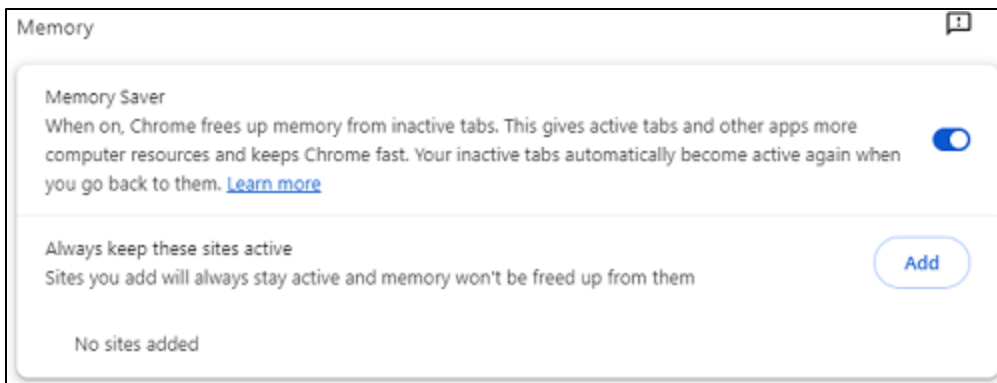 Memory
Memory Saver
When on, Chrome frees up memory from inactive tabs. This gives active tabs and other apps more
computer resources and keeps Chrome fast. Your inactive tabs automatically become active again when
you go back to them. Learn more
Always keep these sites active
Add
Sites you add will always stay active and memory won't be freed up from them
No sites added